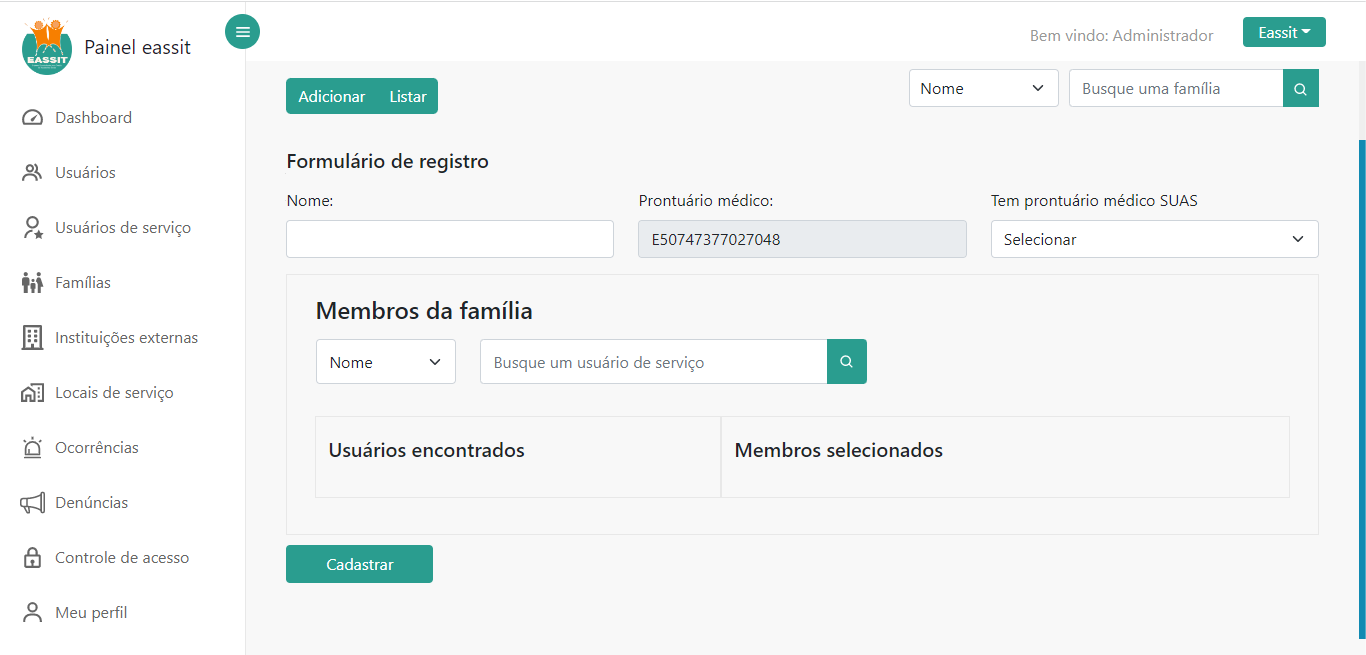 EASSIT
Painel eassit
Bem vindo: Administrador
Eassit
Dashboard
Usuários
Usuários de serviço
Famílias
Instituições externas
Locais de serviço
Ocorrências
Denúncias
Controle de acesso
Meu perfil
Adicionar Listar
Nome Busque uma família
Formulário de registro
Nome: Prontuário médico: Tem prontuário médico SUAS
E50747377027048 Selecionar
Membros da família
Nome Busque um usuário de serviço
Usuários encontrados Membros selecionados
Cadastrar